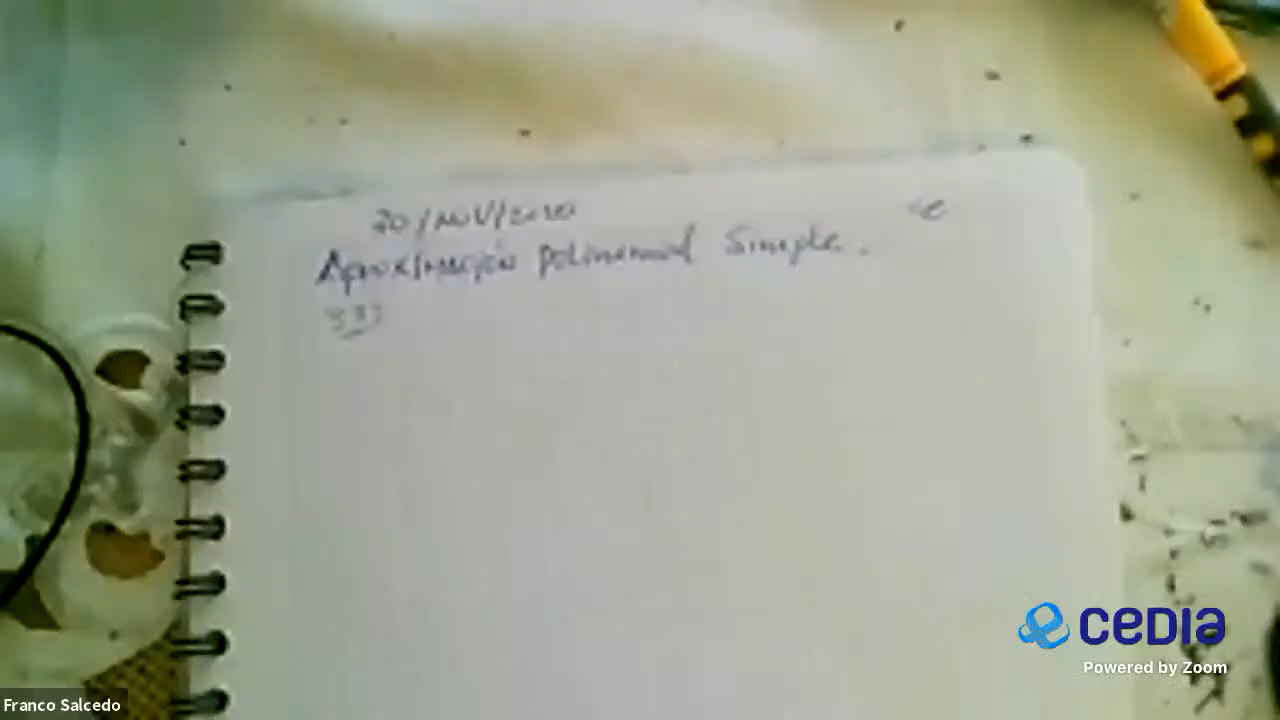 20/NOV/2020
Aproximación polinomial Simple.
CEDIA
Powered by Zoom
Franco Salcedo